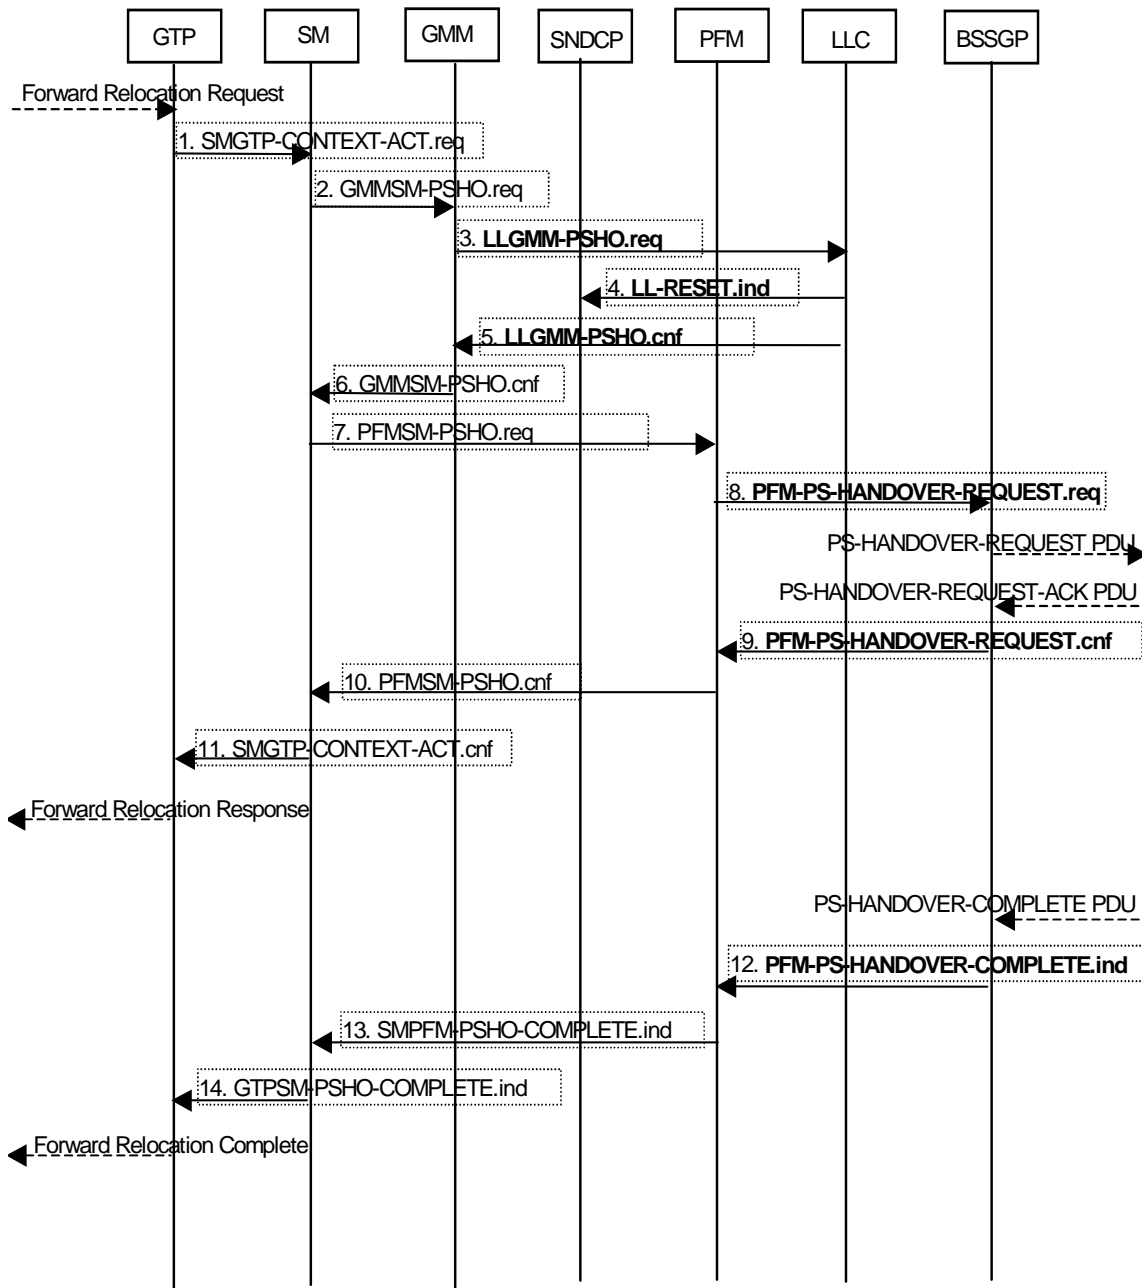 GTP
SM
GMM
SNDCP
PFM
LLC
BSSGP
Forward Relocation Request
1. SMGTP-CONTEXT-ACT.req
2. GMMSM-PSHO.req
3. LLGMM-PSHO.req
4. LL-RESET.ind
5. LLGMM-PSHO.cnf
6. GMMSM-PSHO.cnf
7. PFMSM-PSHO.req
8. PFM-PS-HANDOVER-REQUEST.req
PS-HANDOVER-REQUEST PDU
PS-HANDOVER-REQUEST-ACK PDU
9. PFM-PS-HANDOVER-REQUEST.cnf
10. PFMSM-PSHO.cnf
11. SMGTP-CONTEXT-ACT.cnf
Forward Relocation Response
PS-HANDOVER-COMPLETE PDU
12. PFM-PS-HANDOVER-COMPLETE.ind
13. SMPFM-PSHO-COMPLETE.ind
14. GTPSM-PSHO-COMPLETE.ind
Forward Relocation Complete